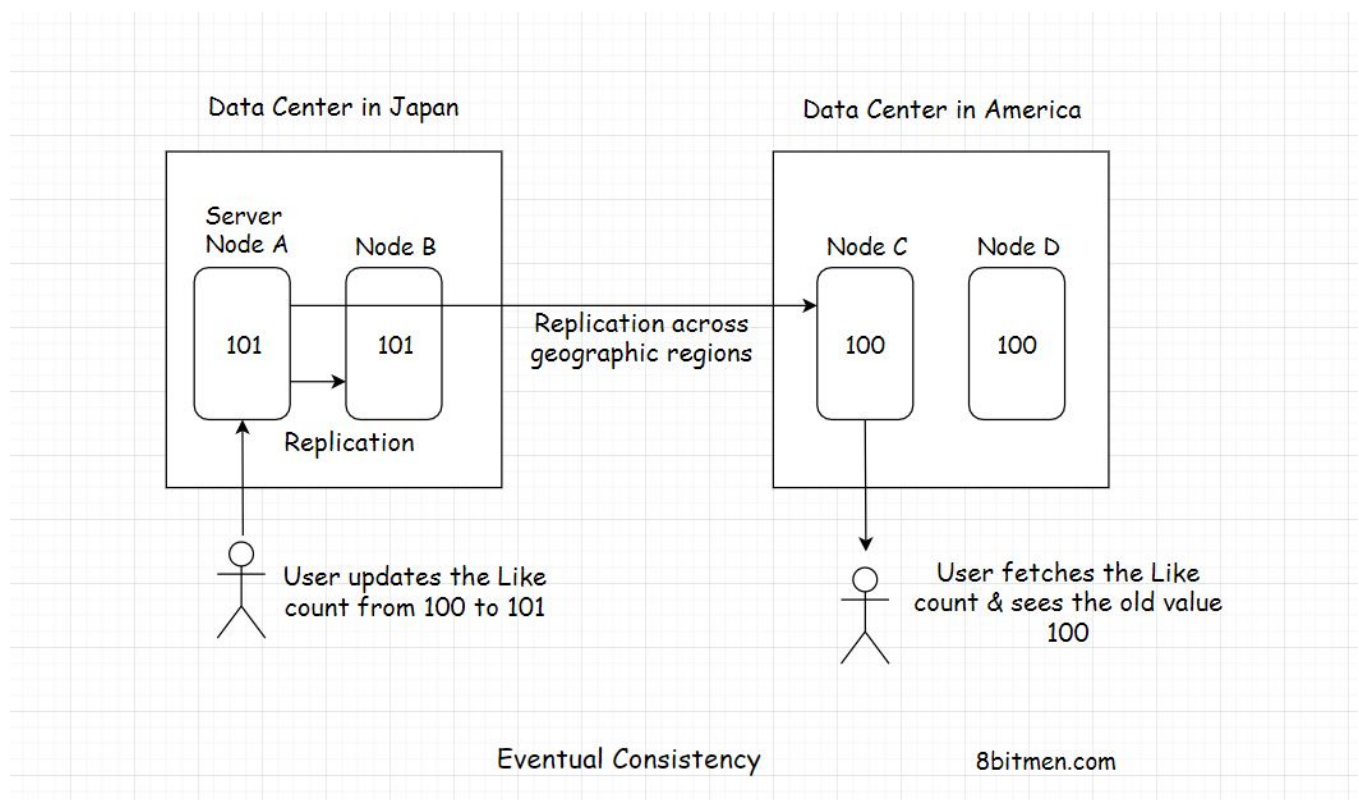 Data Center in Japan
Data Center in America
Server
Node A
Node B
Node C
Node D
101
101
100
100
Replication across
geographic regions
Replication
User updates the Like
count from 100 to 101
User fetches the Like
count & sees the old value
100
Eventual Consistency
8bitmen.com